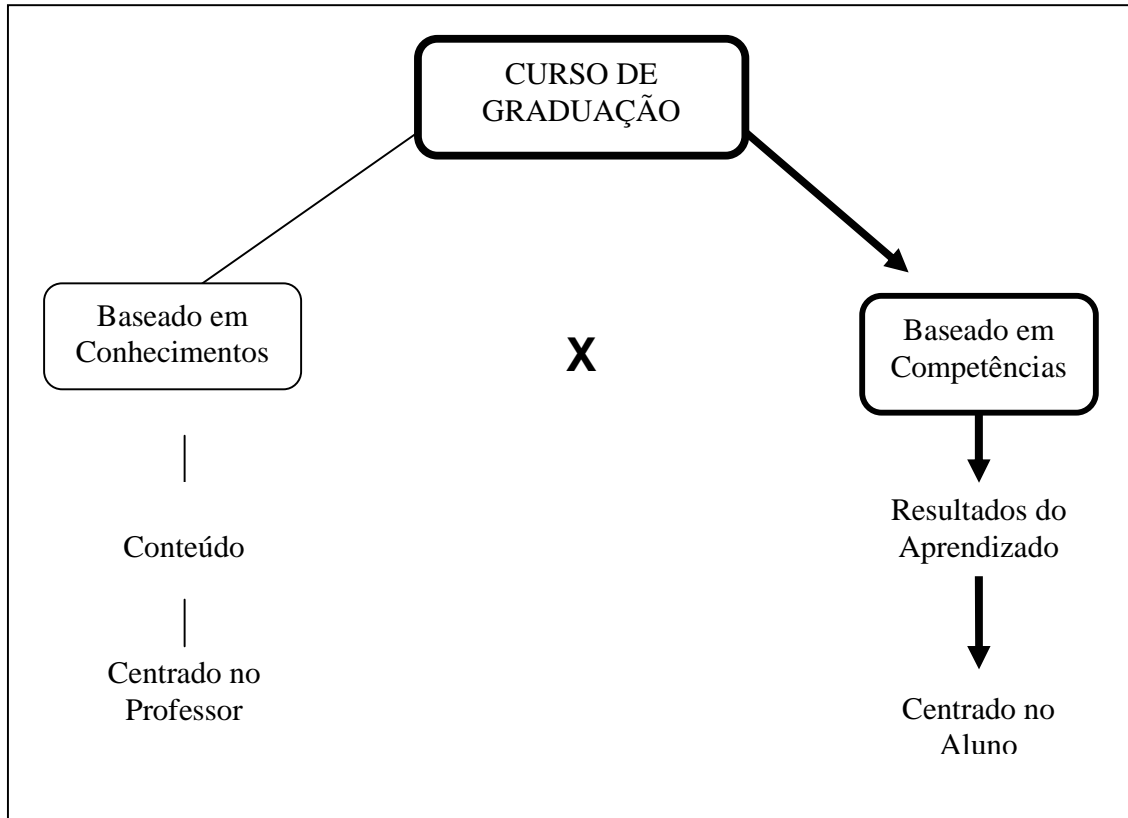 CURSO DE
GRADUAÇÃO
Baseado em
Conhecimentos
X
Baseado em
Competências
Conteúdo
Resultados do
Aprendizado
Centrado no
Professor
Centrado no
Aluno